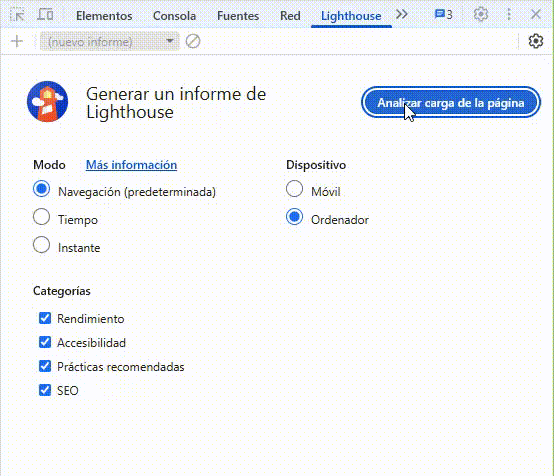 Elementos Consola Fuentes Red Lighthouse 3
(nuevo informe)
Generar un informe de
Lighthouse
Analizar carga de la página
Modo Más información
Navegación (predeterminada)
Tiempo
Instante
Dispositivo
Móvil
Ordenador
Categorías
Rendimiento
Accesibilidad
Prácticas recomendadas
SEO